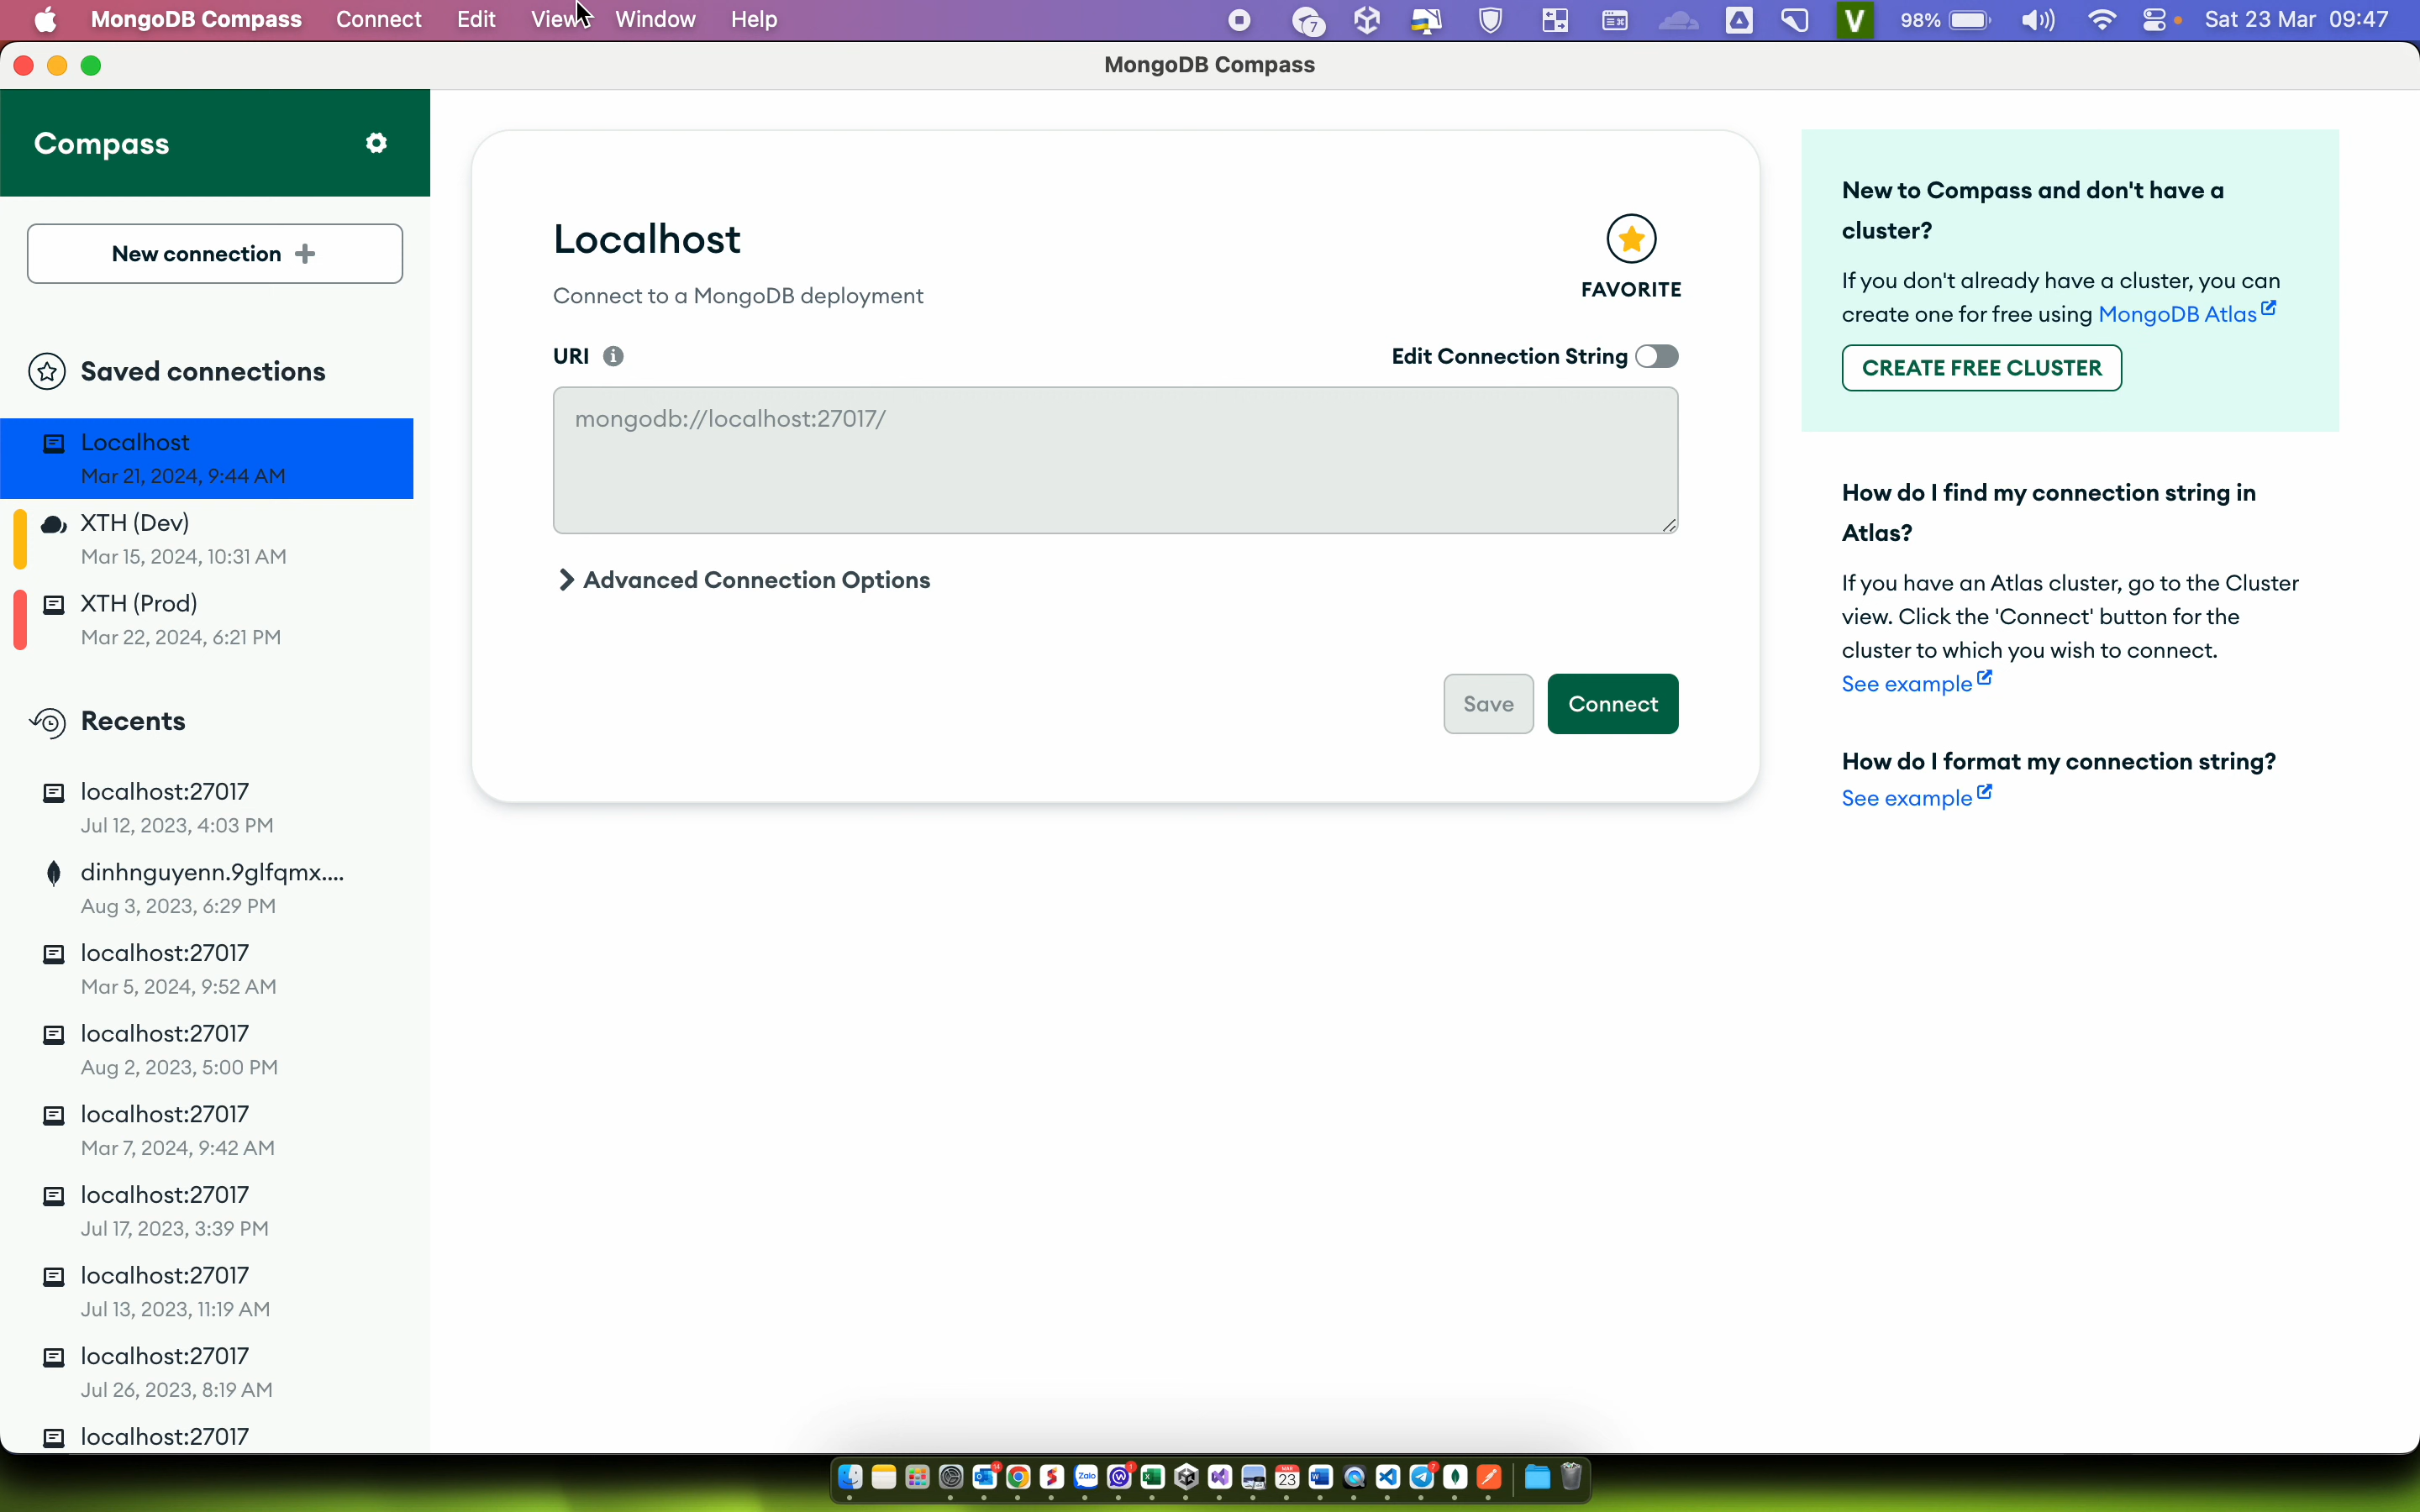 MongoDB Compass Connect Edit View Window Help
7
V
98%
Sat 23 Mar 09:47
MongoDB Compass
Compass
New connection
Saved connections
Localhost
Mar 21, 2024, 9:44 AM
XTH (Dev)
Mar 15, 2024, 10:31 AM
XTH (Prod)
Mar 22, 2024, 6:21 PM
Recents
localhost:27017
Jul 12, 2023, 4:03 PM
dinhnguyenn.9glfqmx....
Aug 3, 2023, 6:29 PM
localhost:27017
Mar 5, 2024, 9:52 AM
localhost:27017
Aug 2, 2023, 5:00 PM
localhost:27017
Mar 7, 2024, 9:42 AM
localhost:27017
Jul 17, 2023, 3:39 PM
localhost:27017
Jul 13, 2023, 11:19 AM
localhost:27017
Jul 26, 2023, 8:19 AM
localhost:27017
Localhost
Connect to a MongoDB deployment
FAVORITE
URI
Edit Connection String
mongodb://localhost:27017/
Advanced Connection Options
Save
Connect
New to Compass and don't have a
cluster?
If you don't already have a cluster, you can
create one for free using MongoDB Atlas
CREATE FREE CLUSTER
How do I find my connection string in
Atlas?
If you have an Atlas cluster, go to the Cluster
view. Click the 'Connect' button for the
cluster to which you wish to connect.
See example
How do I format my connection string?
See example
Zalo
23
7